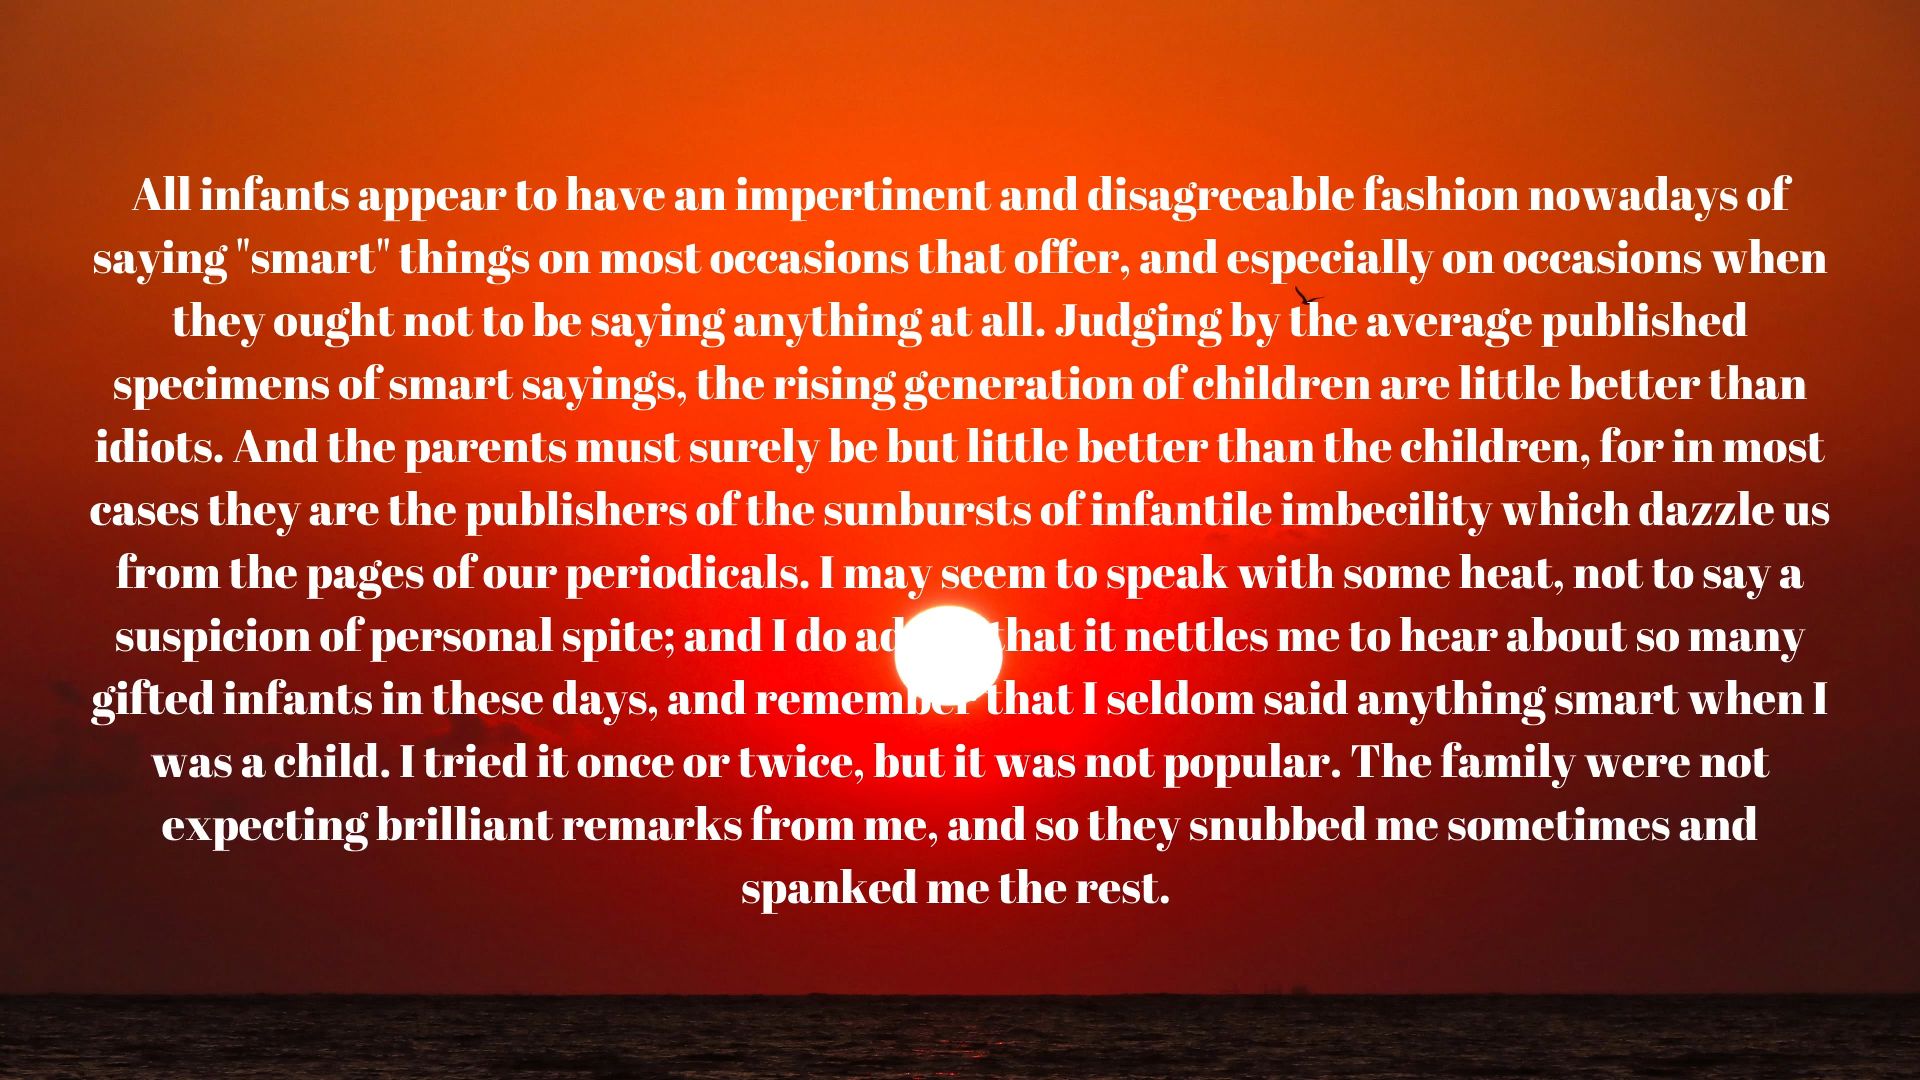 All infants appear to have an impertinent and disagreeable fashion nowadays of
saying "smart" things on most occasions that offer, and especially on occasions when
they ought not to be saying anything at all. Judging by the average published
specimens of smart sayings, the rising generation of children are little better than
idiots. And the parents must surely be but little better than the children, for in most
cases they are the publishers of the sunbursts of infantile imbecility which dazzle us
from the pages of our periodicals. I may seem to speak with some heat, not to say a
suspicion of personal spite; and I do that it nettles me to hear about so many
gifted infants in these days, and remember that I seldom said anything smart when I
was a child. I tried it once or twice, but it was not popular. The family were not
expecting brilliant remarks from me, and so they snubbed me sometimes and
spanked me the rest.